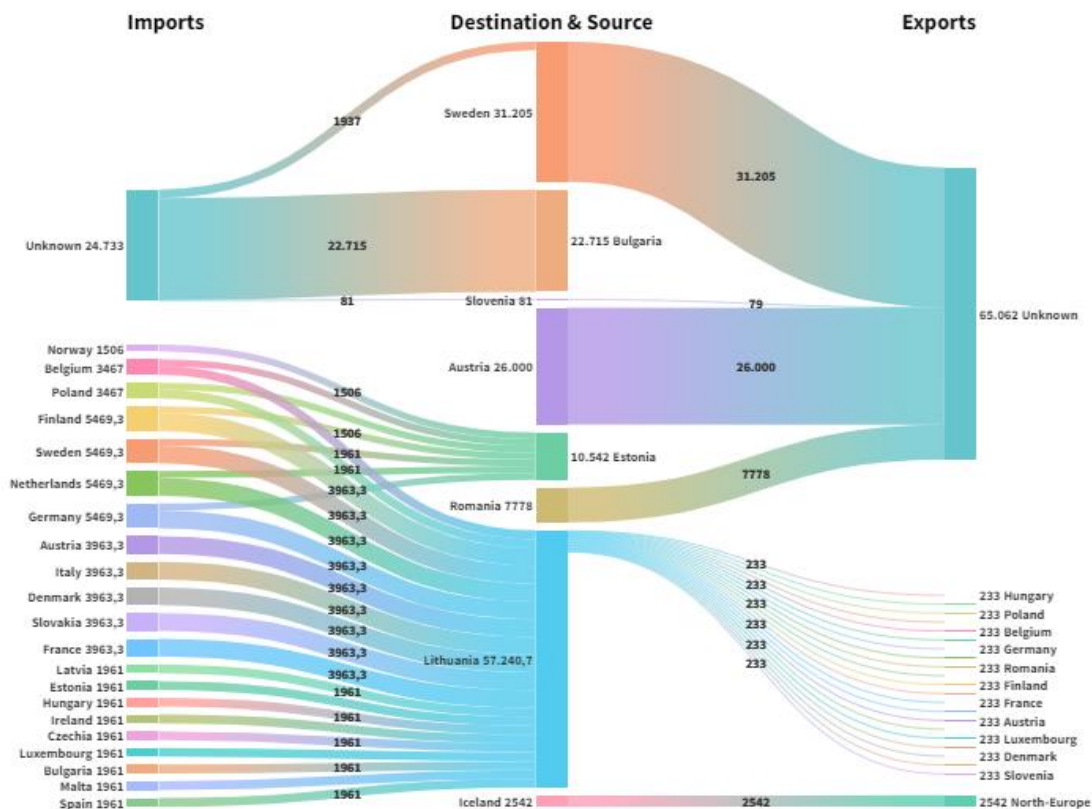 Imports
Destination & Source
Exports
Sweden 31.205
1937
31.205
Unknown 24.733
22.715
22.715 Bulgaria
81
Slovenia 81
79
65.062 Unknown
Austria 26.000
26.000
Norway 1506
Belgium 3467
Poland 3467
Finland 5469,3
Sweden 5469,3
Netherlands 5469,3
Germany 5469,3
Austria 3963,3
Italy 3963,3
Denmark 3963,3
Slovakia 3963,3
France 3963,3
Latvia 1961
Estonia 1961
Hungary 1961
Ireland 1961
Czechia 1961
Luxembourg 1961
Bulgaria 1961
Malta 1961
Spain 1961
1506
1506
1961
1961
3963,3
3963,3
3963,3
3963,3
3963,3
3963,3
3963,3
3963,3
1961
1961
1961
1961
1961
10.542 Estonia
Romania 7778
7778
Lithuania 57.240,7
233
233
233
233
233
233
233 Hungary
233 Poland
233 Belgium
233 Germany
233 Romania
233 Finland
233 France
233 Austria
233 Luxembourg
233 Denmark
233 Slovenia
Iceland 2542
2542
2542 North-Europe